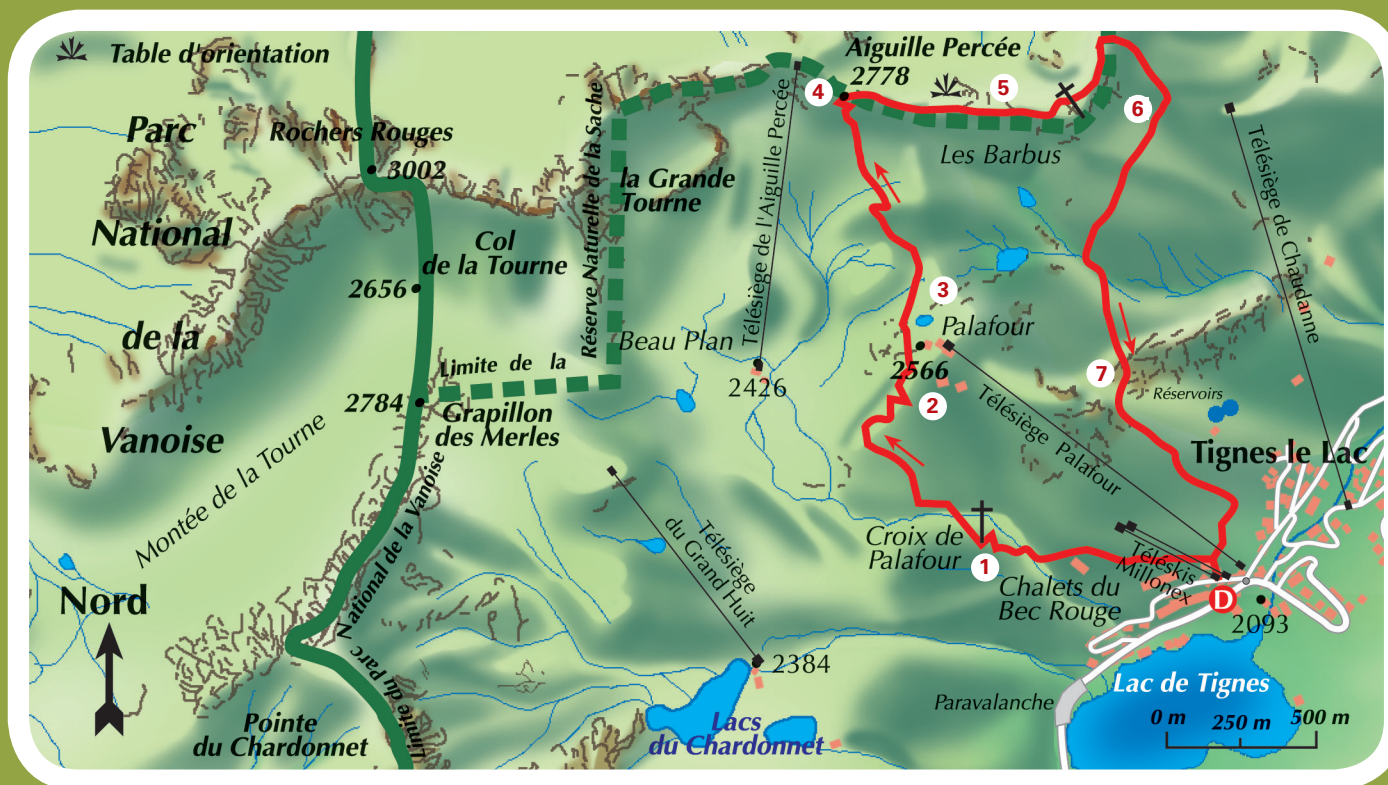 Table d'orientation
Aiguille Percée
2778
4
5
6
Parc
Rochers Rouges
3002
Les Barbus
la Grande
Tourne
National
Col
de la Tourne
Réserve Naturelle de la Sache
Télésiège de l'Aiguille Percée
Télésiège de Chaudanne
2656
3
Palafour
de la
Beau Plan
2566
Limite de la
2426
7
Réservoirs
2784
Grapillon
des Merles
2
Télésiège Palafour
Vanoise
Montée de la Tourne
Tignes le Lac
Limite du Parc National de la Vanoise
Télésiège
du Grand Huit
Croix de
Palafour
1
Téléskis
Millonex
Chalets du
Bec Rouge
D
2093
Nord
2384
Lac de Tignes
Paravalanche
Pointe
du Chardonnet
Lacs
du Chardonnet
0 m 250 m 500 m